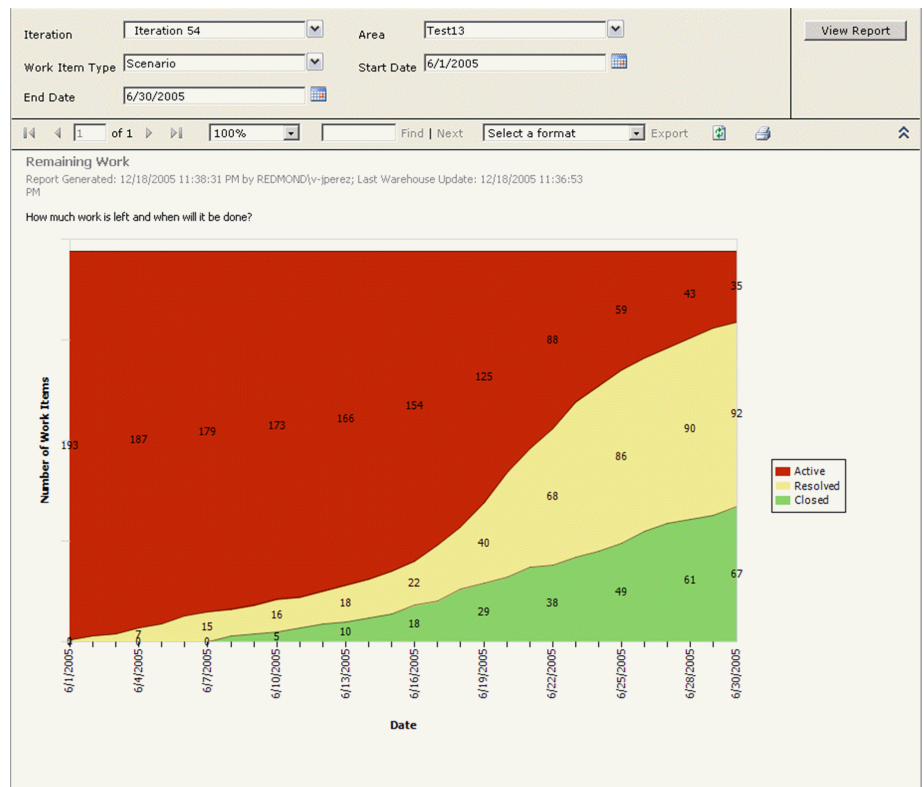 Iteration Iteration 54 Area Test13 View Report
Work Item Type Scenario Start Date 6/1/2005
End Date 6/30/2005
1 of 1 100% Find | Next Select a format Export
Remaining Work
Report Generated: 12/18/2005 11:38:31 PM by REDMOND\v-jperez; Last Warehouse Update: 12/18/2005 11:36:53
PM
How much work is left and when will it be done?
Number of Work Items
193 187 179 173 166 154 125 88 59 43 35
7 15 16 18 22 40 68 86 90 92
0 0 5 10 18 29 38 49 61 67
Active
Resolved
Closed
6/1/2005 6/4/2005 6/7/2005 6/10/2005 6/13/2005 6/16/2005 6/19/2005 6/22/2005 6/25/2005 6/28/2005 6/30/2005
Date